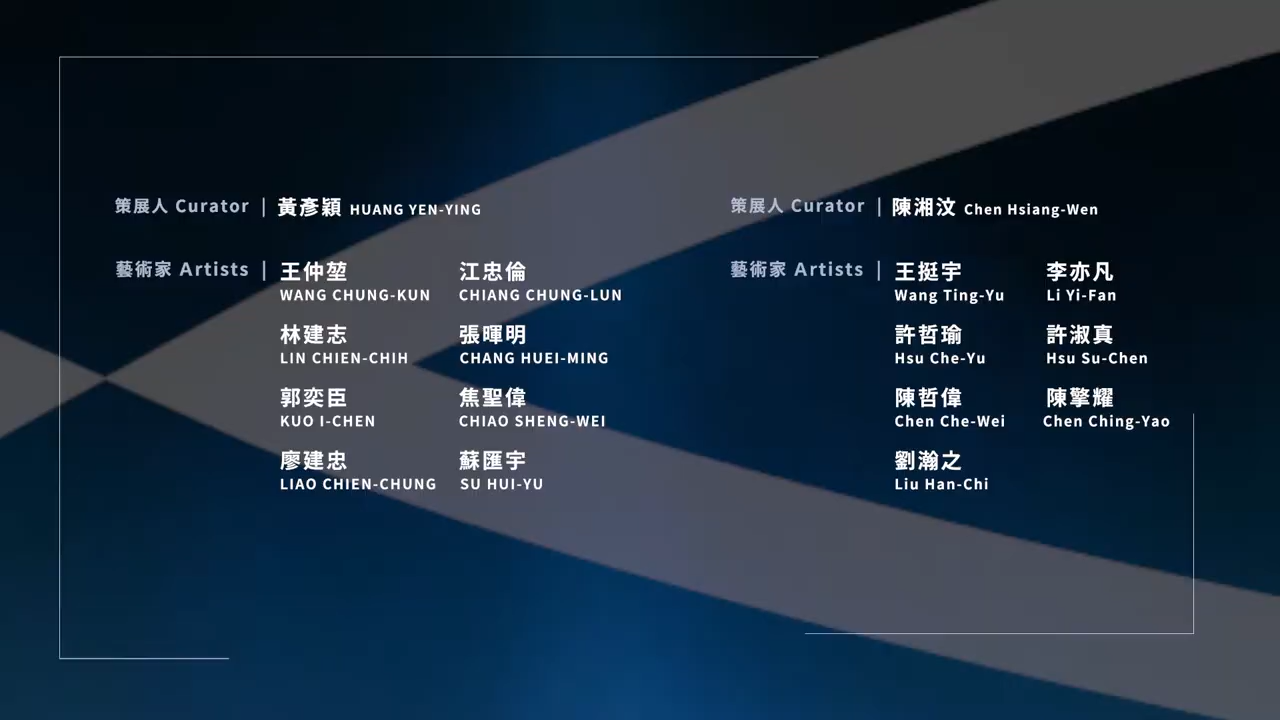 策展人 Curator | 黃彥穎 HUANG YEN-YING
藝術家 Artists | 王仲堃 江忠倫
WANG CHUNG-KUN CHIANG CHUNG-LUN
林建志 張暉明
LIN CHIEN-CHIH CHANG HUEI-MING
郭奕臣 焦聖偉
KUO I-CHEN CHIAO SHENG-WEI
廖建忠 蘇匯宇
LIAO CHIEN-CHUNG SU HUI-YU
策展人 Curator | 陳湘汶 Chen Hsiang-Wen
藝術家 Artists | 王挺宇 李亦凡
Wang Ting-Yu Li Yi-Fan
許哲瑜 許淑真
Hsu Che-Yu Hsu Su-Chen
陳哲偉 陳擎耀
Chen Che-Wei Chen Ching-Yao
劉瀚之
Liu Han-Chi